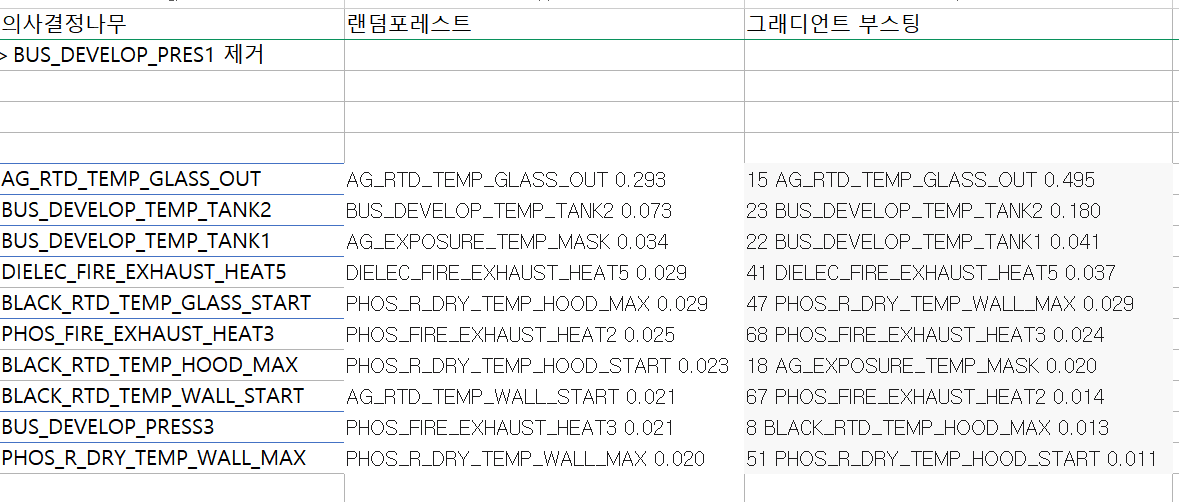 의사결정나무 랜덤포레스트 그래디언트 부스팅
> BUS_DEVELOP_PRES1 제거
AG_RTD_TEMP_GLASS_OUT AG_RTD_TEMP_GLASS_OUT 0.293 15 AG_RTD_TEMP_GLASS_OUT 0.495
BUS_DEVELOP_TEMP_TANK2 BUS_DEVELOP_TEMP_TANK2 0.073 23 BUS_DEVELOP_TEMP_TANK2 0.180
BUS_DEVELOP_TEMP_TANK1 AG_EXPOSURE_TEMP_MASK 0.034 22 BUS_DEVELOP_TEMP_TANK1 0.041
DIELEC_FIRE_EXHAUST_HEAT5 DIELEC_FIRE_EXHAUST_HEAT5 0.029 41 DIELEC_FIRE_EXHAUST_HEAT5 0.037
BLACK_RTD_TEMP_GLASS_START PHOS_R_DRY_TEMP_HOOD_MAX 0.029 47 PHOS_R_DRY_TEMP_WALL_MAX 0.029
PHOS_FIRE_EXHAUST_HEAT3 PHOS_FIRE_EXHAUST_HEAT2 0.025 68 PHOS_FIRE_EXHAUST_HEAT3 0.024
BLACK_RTD_TEMP_HOOD_MAX PHOS_R_DRY_TEMP_HOOD_START 0.023 18 AG_EXPOSURE_TEMP_MASK 0.020
BLACK_RTD_TEMP_WALL_START AG_RTD_TEMP_WALL_START 0.021 67 PHOS_FIRE_EXHAUST_HEAT2 0.014
BUS_DEVELOP_PRESS3 PHOS_FIRE_EXHAUST_HEAT3 0.021 8 BLACK_RTD_TEMP_HOOD_MAX 0.013
PHOS_R_DRY_TEMP_WALL_MAX PHOS_R_DRY_TEMP_WALL_MAX 0.020 51 PHOS_R_DRY_TEMP_HOOD_START 0.011